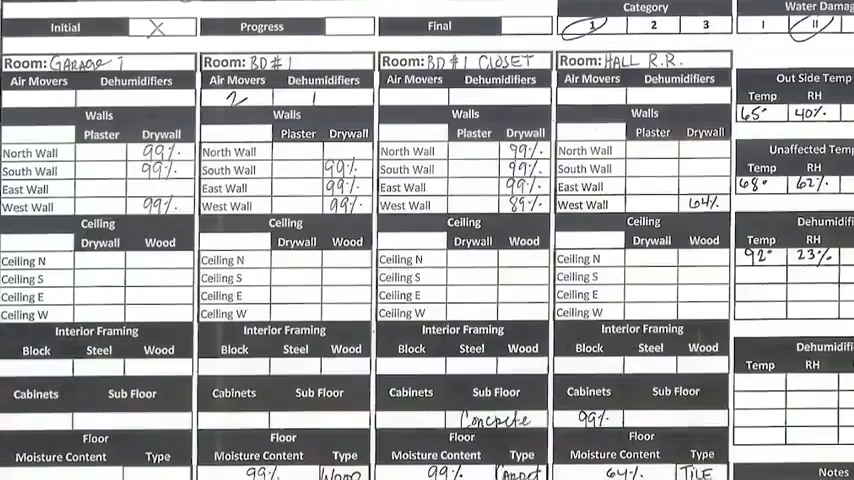 Category Water Damag
Initial X Progress Final 1 2 3 I II
Room: GARAGE 1 Room: BD #1 Room: BD #1 CLOSET Room: HALL R.R.
Air Movers Dehumidifiers Air Movers Dehumidifiers Air Movers Dehumidifiers Air Movers Dehumidifiers Out Side Temp
2 1 Temp RH
Walls Walls Walls Walls 65° 40%
Plaster Drywall Plaster Drywall Plaster Drywall Plaster Drywall
North Wall 99% North Wall North Wall 99% North Wall Unaffected Temp
South Wall 99% South Wall 99% South Wall 99% South Wall Temp RH
East Wall East Wall 99% East Wall 99% East Wall 68° 62%
West Wall 99% West Wall 99% West Wall 89% West Wall 64%
Ceiling Ceiling Ceiling Ceiling Dehumidif
Drywall Wood Drywall Wood Drywall Wood Drywall Wood Temp RH
Ceiling N Ceiling N Ceiling N Ceiling N 92° 23%
Ceiling S Ceiling S Ceiling S Ceiling S
Ceiling E Ceiling E Ceiling E Ceiling E
Ceiling W Ceiling W Ceiling W Ceiling W
Interior Framing Interior Framing Interior Framing Interior Framing
Block Steel Wood Block Steel Wood Block Steel Wood Block Steel Wood Dehumidifi
Temp RH
Cabinets Sub Floor Cabinets Sub Floor Cabinets Sub Floor Cabinets Sub Floor
Concrete 99%
Floor Floor Floor Floor
Moisture Content Type Moisture Content Type Moisture Content Type Moisture Content Type
99% WOOD 99% CARPET 64% TILE Notes